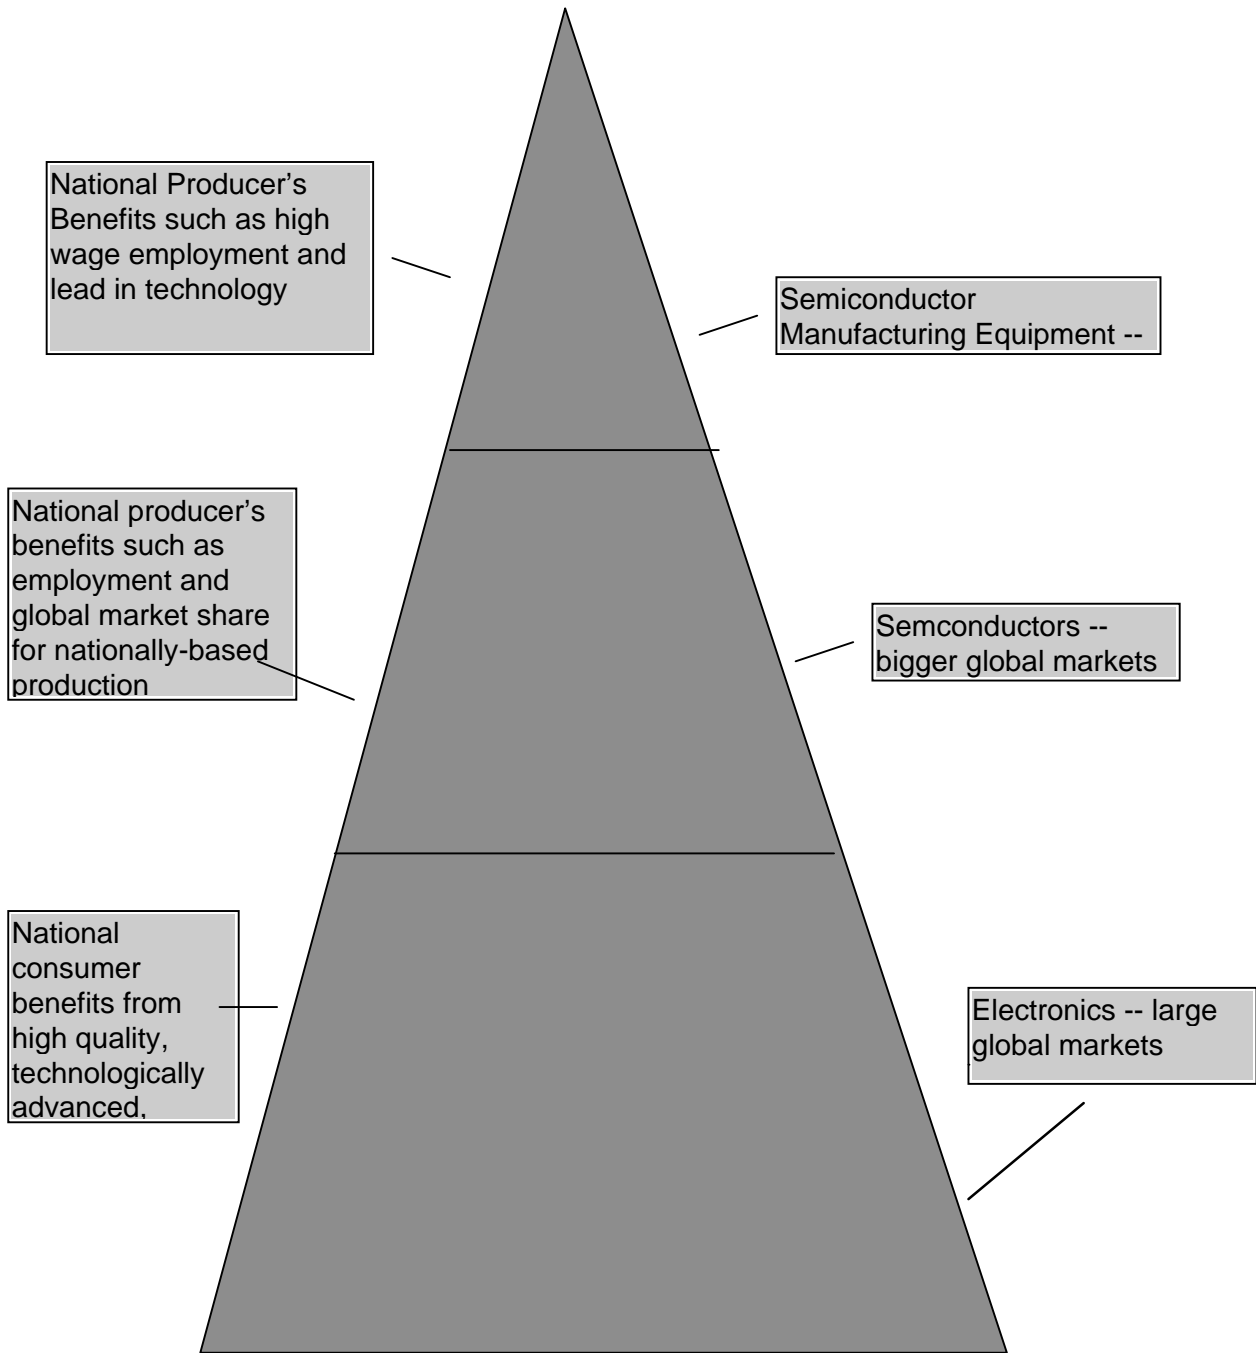 National Producer's
Benefits such as high
wage employment and
lead in technology
Semiconductor
Manufacturing Equipment --
National producer's
benefits such as
employment and
global market share
for nationally-based
production
Semconductors --
bigger global markets
National
consumer
benefits from
high quality,
technologically
advanced,
Electronics -- large
global markets